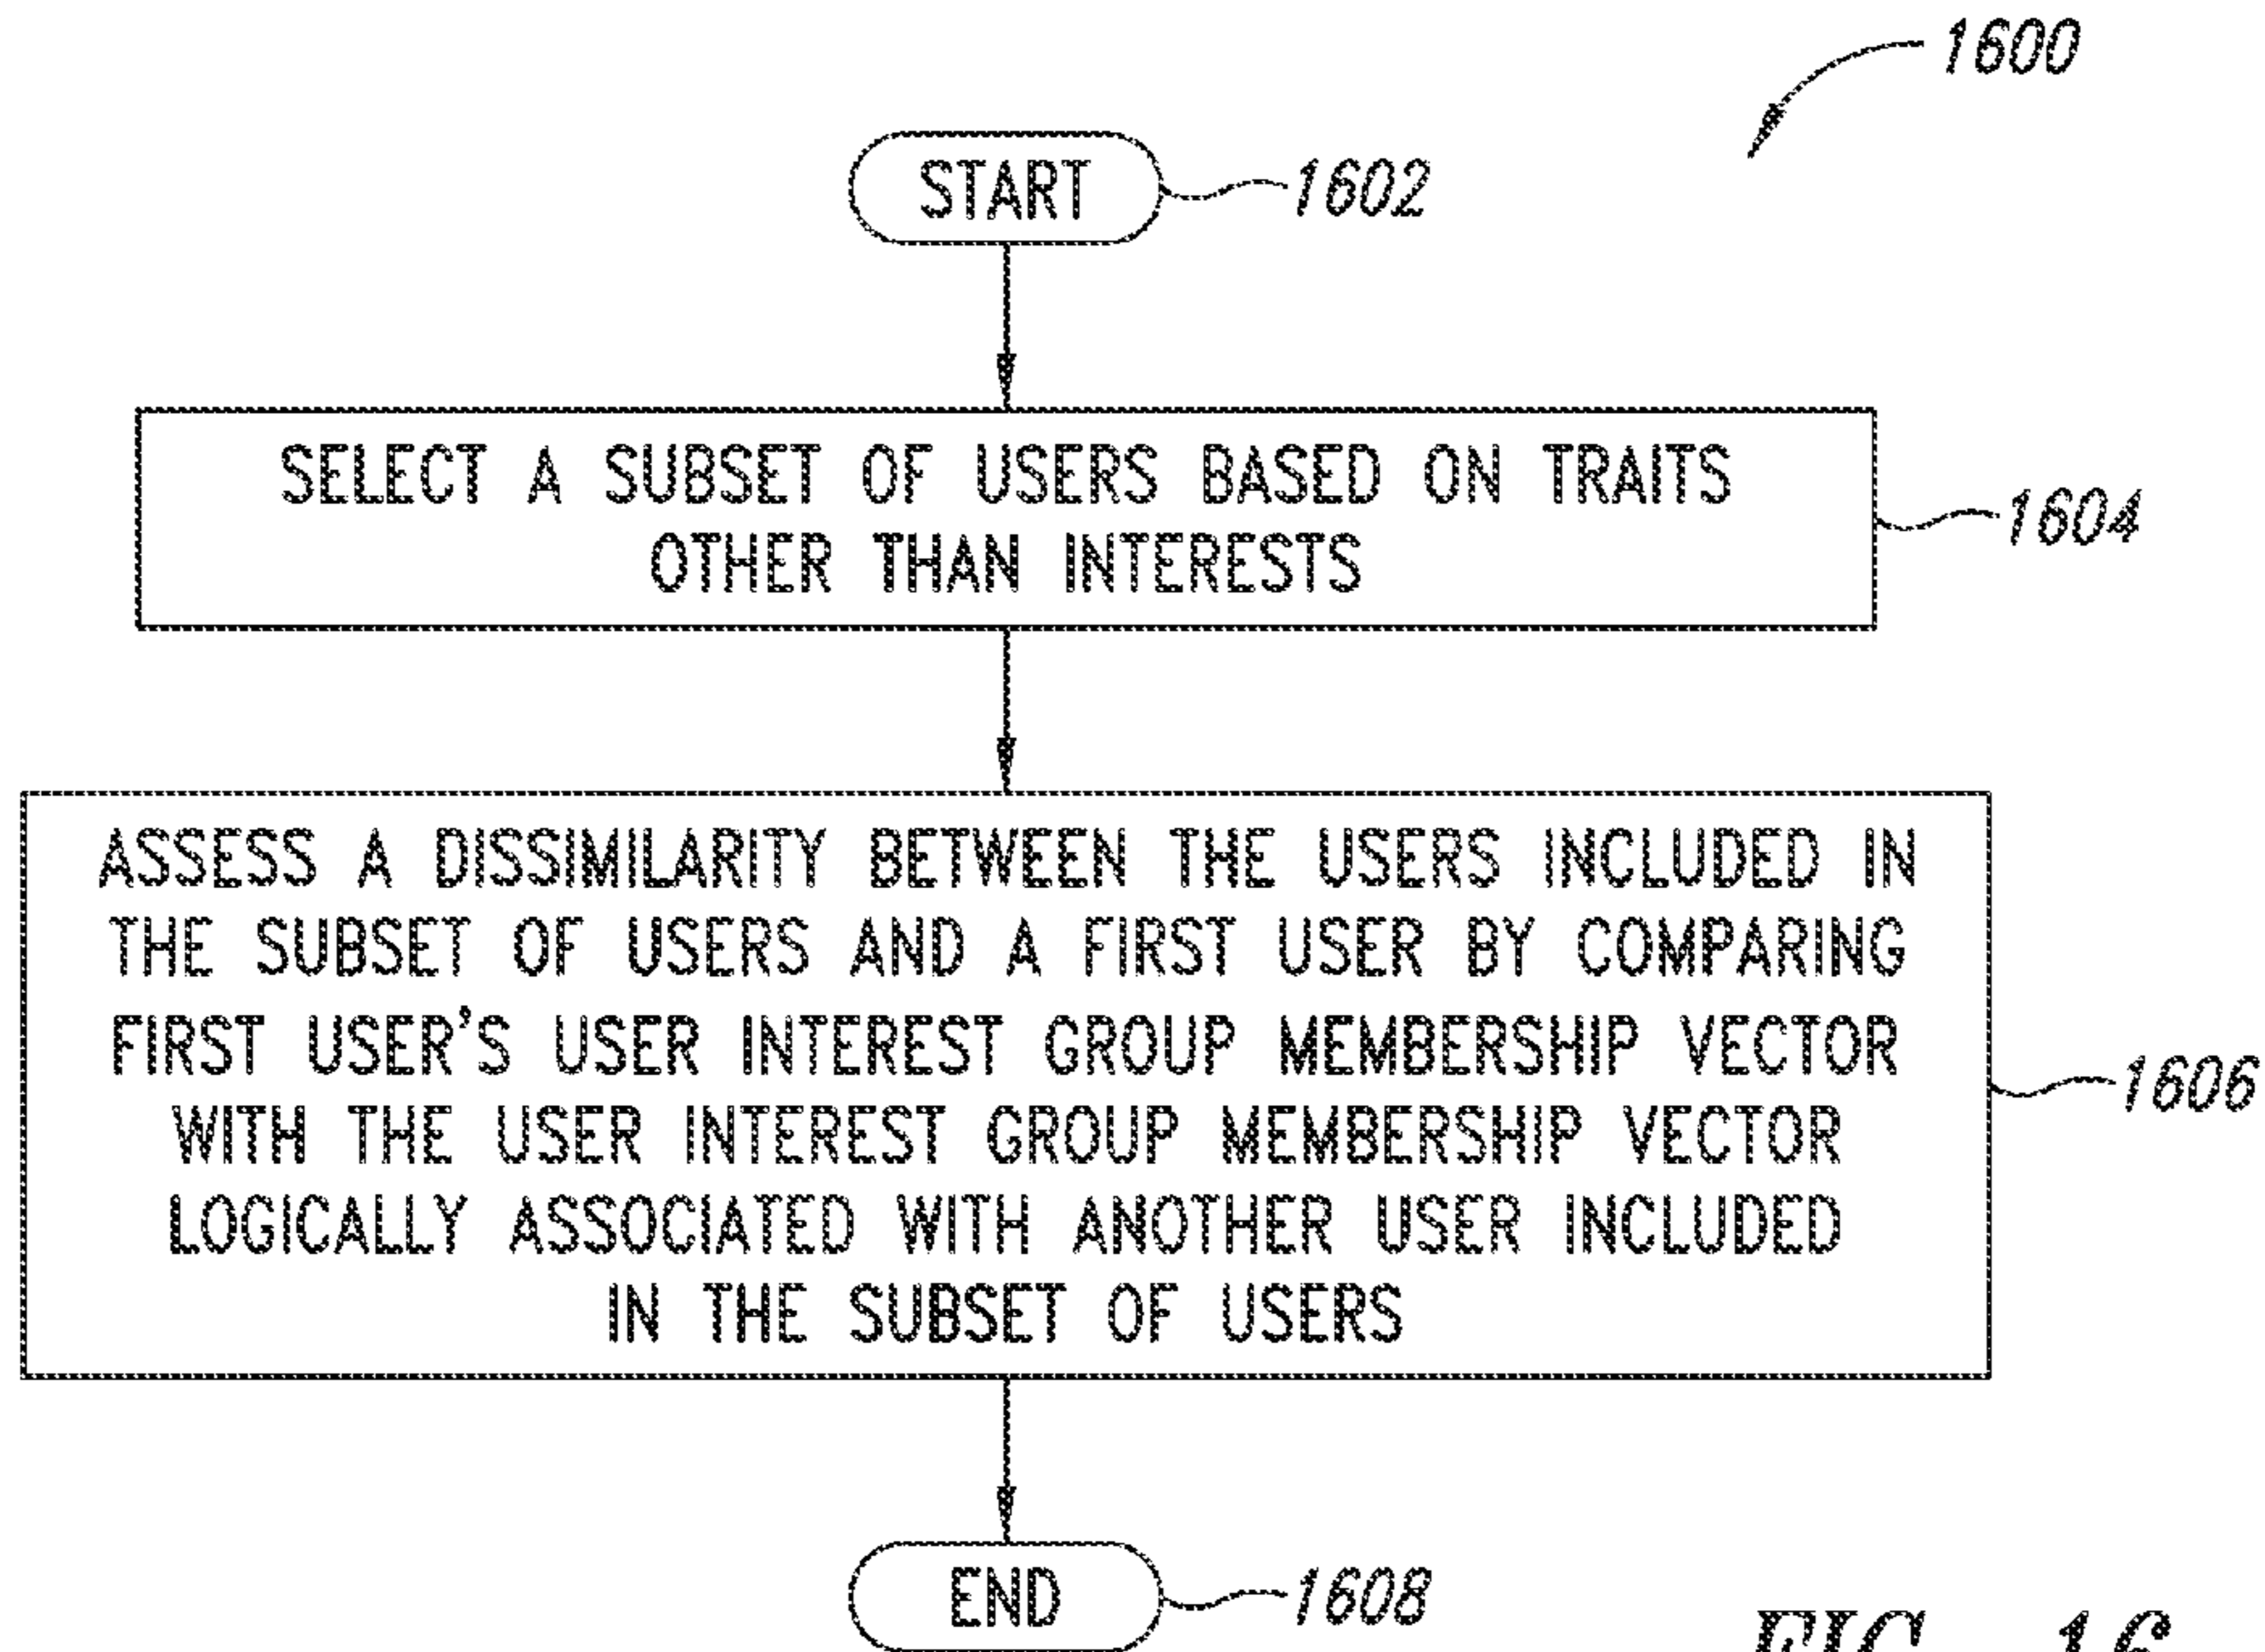 1600
START
1602
SELECT A SUBSET OF USERS BASED ON TRAITS
OTHER THAN INTERESTS
1604
ASSESS A DISSIMILARITY BETWEEN THE USERS INCLUDED IN
THE SUBSET OF USERS AND A FIRST USER BY COMPARING
FIRST USER'S USER INTEREST GROUP MEMBERSHIP VECTOR
WITH THE USER INTEREST GROUP MEMBERSHIP VECTOR
LOGICALLY ASSOCIATED WITH ANOTHER USER INCLUDED
IN THE SUBSET OF USERS
1606
END
1608
FIG. 16